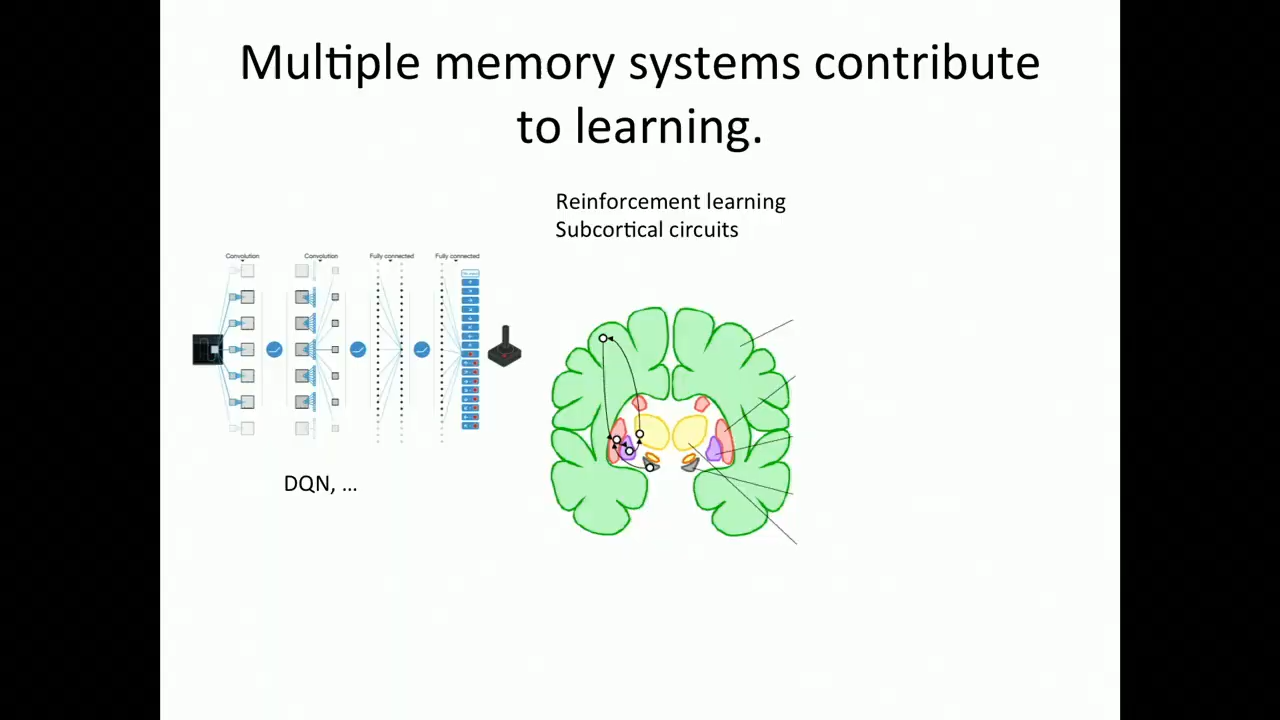 Multiple memory systems contribute
to learning.
Reinforcement learning
Subcortical circuits
Convolution
Convolution
Fully connected
Fully connected
DQN, ...